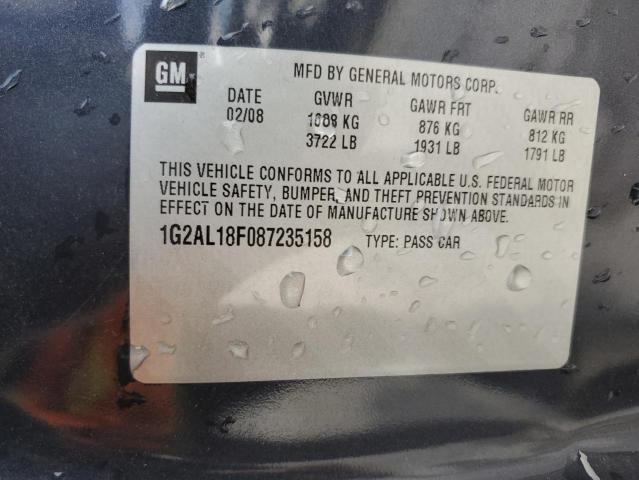 GM ® MFD BY GENERAL MOTORS CORP.
DATE GVWR GAWR FRT GAWR RR
02/08 1688 KG 876 KG 812 KG
3722 LB 1931 LB 1791 LB
THIS VEHICLE CONFORMS TO ALL APPLICABLE U.S. FEDERAL MOTOR
VEHICLE SAFETY, BUMPER, AND THEFT PREVENTION STANDARDS IN
EFFECT ON THE DATE OF MANUFACTURE SHOWN ABOVE.
1G2AL18F087235158 TYPE: PASS CAR